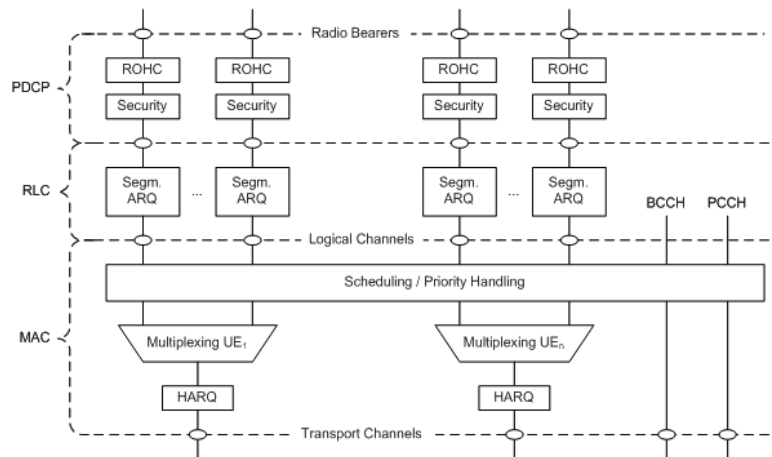 Radio Bearers
ROHC ROHC ROHC ROHC
PDCP
Security Security Security Security
RLC
Segm. ARQ ... Segm. ARQ Segm. ARQ ... Segm. ARQ
BCCH PCCH
Logical Channels
Scheduling / Priority Handling
MAC
Multiplexing UE1 Multiplexing UEn
HARQ HARQ
Transport Channels